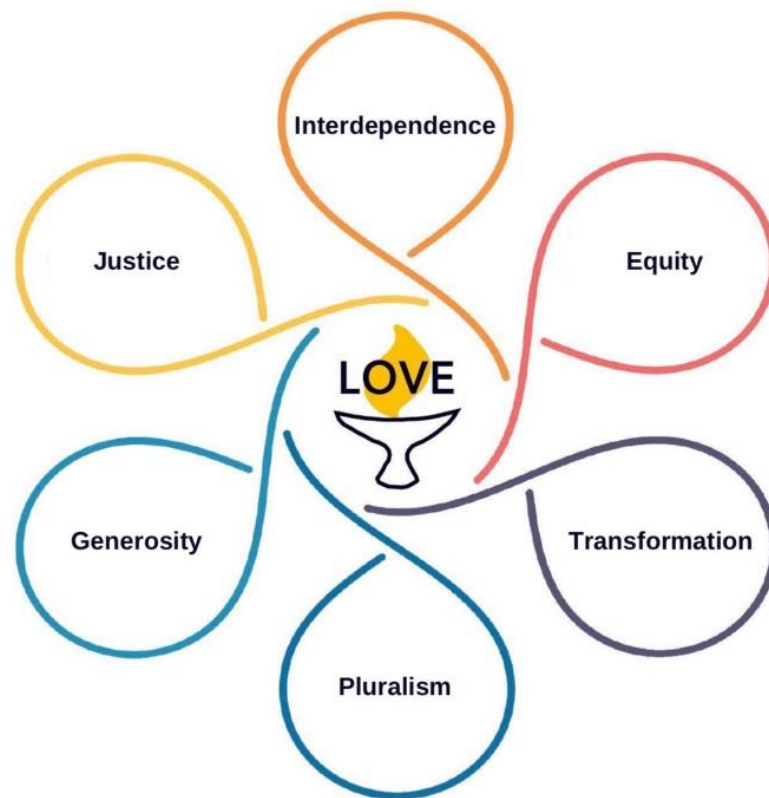 Interdependence
Justice
Equity
LOVE
Generosity
Transformation
Pluralism